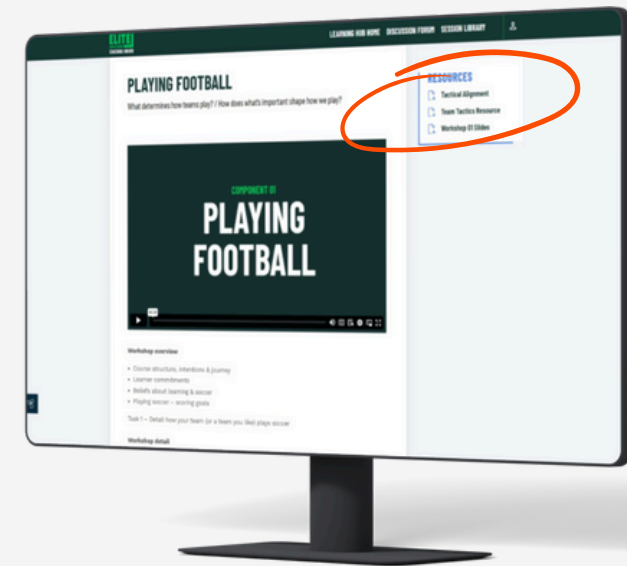 ELITE
LEARNING HUB HOME DISCUSSION FORUM SESSION LIBRARY
PLAYING FOOTBALL
What determines how teams play? / How does what's important shape how we play?
RESOURCES
Tactical Alignment
Team Tactics Resource
Workshop 01 Slides
COMPONENT 01
PLAYING
FOOTBALL
Workshop overview
Course structure, intentions & journey
Learner commitments
Beliefs about learning & soccer
Playing soccer – scoring goals
Task 1 – Detail how your team (or a team you like) plays soccer
Workshop detail